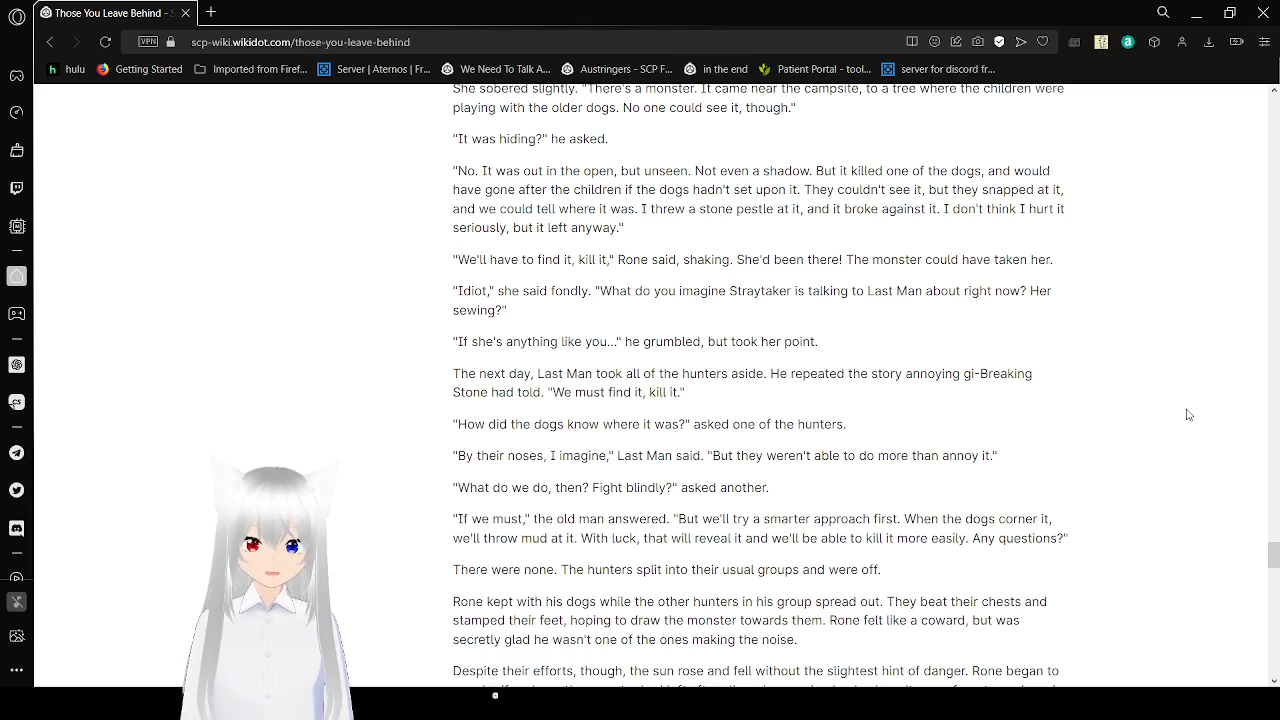 Those You Leave Behind - S
scp-wiki.wikidot.com/those-you-leave-behind
VPN
hulu
Getting Started
Imported from Firef...
Server | Aternos | Fr...
We Need To Talk A...
Austringers - SCP F...
in the end
Patient Portal - tool...
server for discord fr...
She sobered slightly. "There's a monster. It came near the campsite, to a tree where the children were
playing with the older dogs. No one could see it, though."
"It was hiding?" he asked.
"No. It was out in the open, but unseen. Not even a shadow. But it killed one of the dogs, and would
have gone after the children if the dogs hadn't set upon it. They couldn't see it, but they snapped at it,
and we could tell where it was. I threw a stone pestle at it, and it broke against it. I don't think I hurt it
seriously, but it left anyway."
"We'll have to find it, kill it," Rone said, shaking. She'd been there! The monster could have taken her.
"Idiot," she said fondly. "What do you imagine Straytaker is talking to Last Man about right now? Her
sewing?"
"If she's anything like you…" he grumbled, but took her point.
The next day, Last Man took all of the hunters aside. He repeated the story annoying gi-Breaking
Stone had told. "We must find it, kill it."
"How did the dogs know where it was?" asked one of the hunters.
"By their noses, I imagine," Last Man said. "But they weren't able to do more than annoy it."
"What do we do, then? Fight blindly?" asked another.
"If we must," the old man answered. "But we'll try a smarter approach first. When the dogs corner it,
we'll throw mud at it. With luck, that will reveal it and we'll be able to kill it more easily. Any questions?"
There were none. The hunters split into their usual groups and were off.
Rone kept with his dogs while the other hunters in his group spread out. They beat their chests and
stamped their feet, hoping to draw the monster towards them. Rone felt like a coward, but was
secretly glad he wasn't one of the ones making the noise.
Despite their efforts, though, the sun rose and fell without the slightest hint of danger. Rone began to